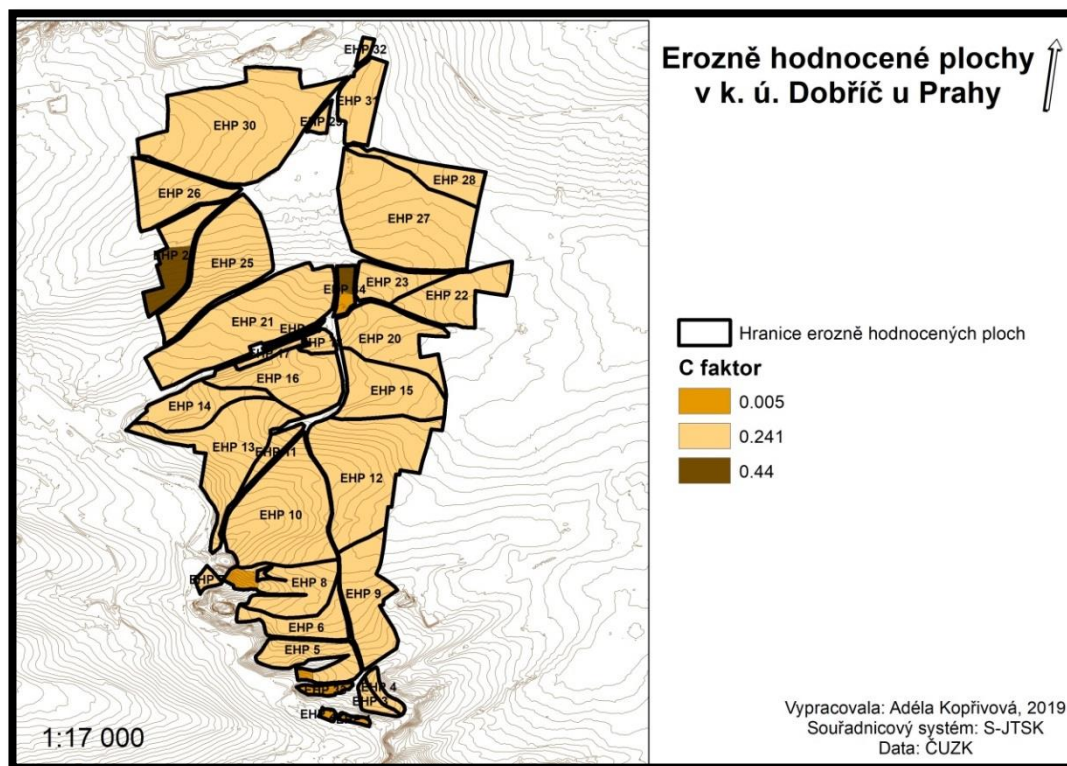 Erozně hodnocené plochy
v k. ú. Dobříč u Prahy
EHP 32
EHP 31
EHP 30
EHP 28
EHP 26
EHP 27
EHP 25
EHP 23
EHP 22
EHP 21
EHP 20
EHP 17
EHP 16
EHP 15
EHP 14
EHP 13
EHP 11
EHP 12
EHP 10
EHP 8
EHP 9
EHP 6
EHP 5
EHP 4
EHP 3
Hranice erozně hodnocených ploch
C faktor
0.005
0.241
0.44
1:17 000
Vypracovala: Adéla Kopřivová, 2019
Souřadnicový systém: S-JTSK
Data: ČUZK